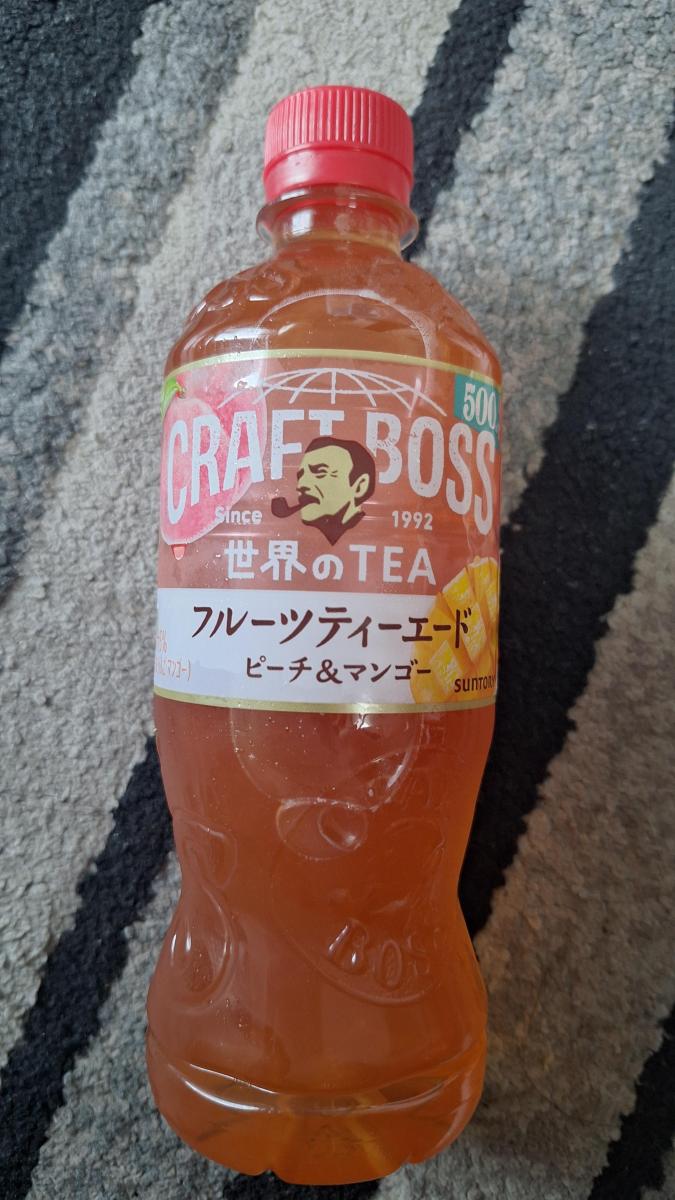 500
CRAFT BOSS
Since 1992
世界のTEA
フルーツティーエード
ピーチ&マンゴー
SUNTORY
BOSS